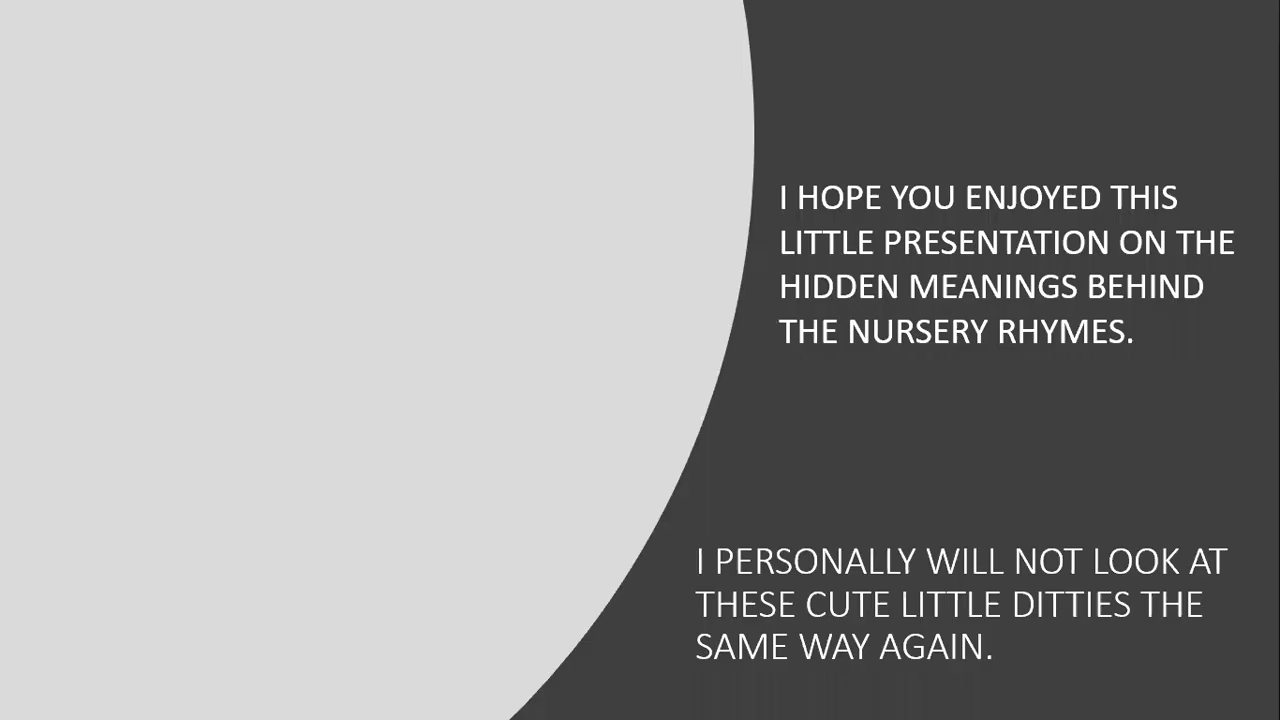 I HOPE YOU ENJOYED THIS
LITTLE PRESENTATION ON THE
HIDDEN MEANINGS BEHIND
THE NURSERY RHYMES.
I PERSONALLY WILL NOT LOOK AT
THESE CUTE LITTLE DITTIES THE
SAME WAY AGAIN.